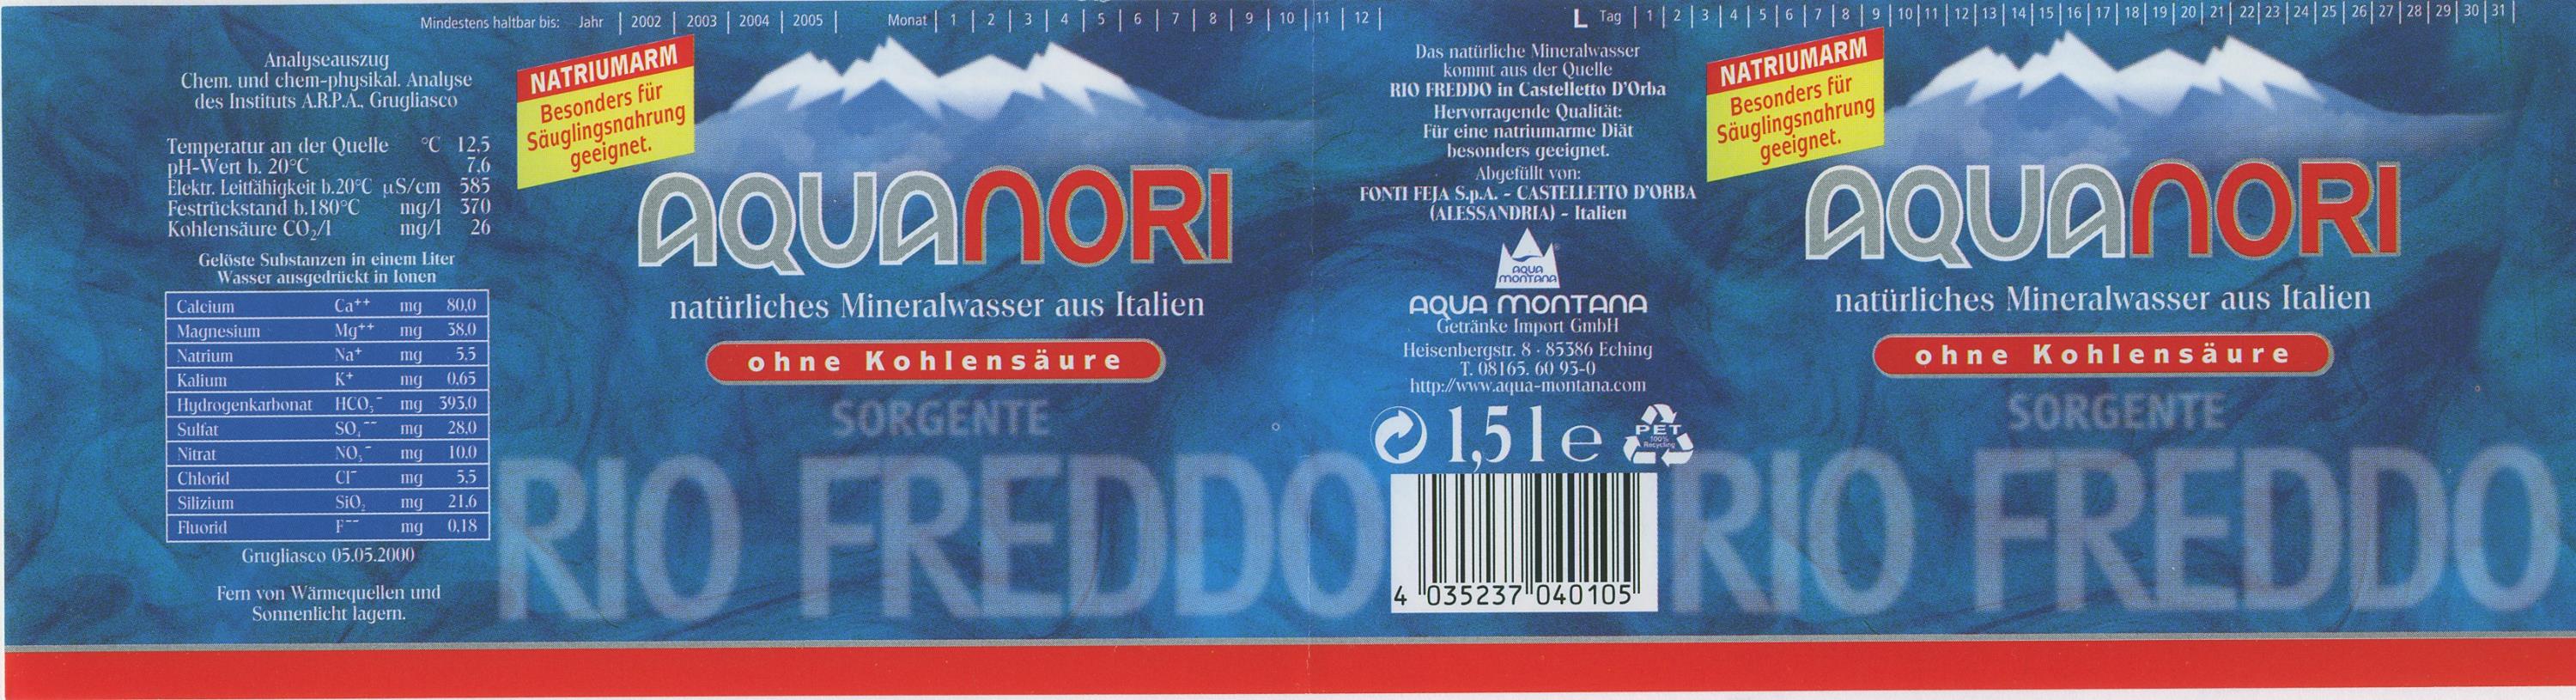 Mindestens haltbar bis: Jahr | 2002 | 2003 | 2004 | 2005 | Monat | 1 | 2 | 3 | 4 | 5 | 6 | 7 | 8 | 9 | 10 | 11 | 12 |
L Tag | 1 | 2 | 3 | 4 | 5 | 6 | 7 | 8 | 9 | 10 | 11 | 12 | 13 | 14 | 15 | 16 | 17 | 18 | 19 | 20 | 21 | 22 | 23 | 24 | 25 | 26 | 27 | 28 | 29 | 30 | 31 |
Analyseauszug
Chem. und chem-physikal. Analyse
des Instituts A.R.P.A., Grugliasco
Temperatur an der Quelle °C 12,5
pH-Wert b. 20°C 7,6
Elektr. Leitfähigkeit b.20°C µS/cm 585
Festrückstand b.180°C mg/l 370
Kohlensäure CO₂/l mg/l 26
Gelöste Substanzen in einem Liter
Wasser ausgedrückt in Ionen
Calcium Ca⁺⁺ mg 80,0
Magnesium Mg⁺⁺ mg 38,0
Natrium Na⁺ mg 5,5
Kalium K⁺ mg 0,65
Hydrogenkarbonat HCO₃⁻ mg 393,0
Sulfat SO₄⁻⁻ mg 28,0
Nitrat NO₃⁻ mg 10,0
Chlorid Cl⁻ mg 5,5
Silizium SiO₂ mg 21,6
Fluorid F⁻⁻ mg 0,18
Grugliasco 05.05.2000
Fern von Wärmequellen und
Sonnenlicht lagern.
NATRIUMARM
Besonders für
Säuglingsnahrung
geeignet.
AQUANORI
natürliches Mineralwasser aus Italien
ohne Kohlensäure
SORGENTE
RIO FREDDO
Das natürliche Mineralwasser
kommt aus der Quelle
RIO FREDDO in Castelletto D'Orba
Hervorragende Qualität:
Für eine natriumarme Diät
besonders geeignet.
Abgefüllt von:
FONTI FEJA S.p.A. - CASTELLETTO D'ORBA
(ALESSANDRIA) - Italien
AQUA
MONTANA
®
AQUA MONTANA
Getränke Import GmbH
Heisenbergstr. 8 · 85386 Eching
T. 08165. 60 93-0
http://www.aqua-montana.com
1,5 l e
PET
100%
Recycling
4 035237 040105
NATRIUMARM
Besonders für
Säuglingsnahrung
geeignet.
AQUANORI
natürliches Mineralwasser aus Italien
ohne Kohlensäure
SORGENTE
RIO FREDDO